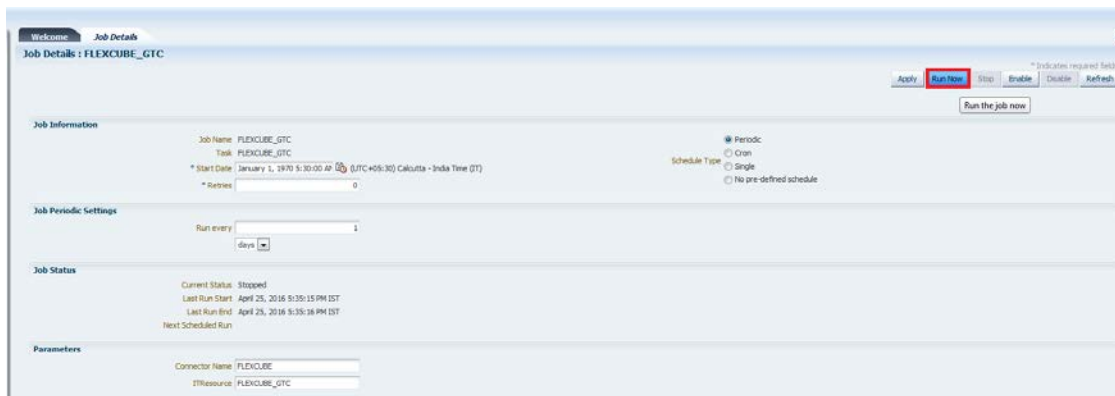 Welcome Job Details
Job Details : FLEXCUBE_GTC
* Indicates required field
Apply Run Now Stop Enable Disable Refresh
Run the job now
Job Information
Job Name FLEXCUBE_GTC
Task FLEXCUBE_GTC
* Start Date January 1, 1970 5:30:00 AM (UTC+05:30) Calcutta - India Time (IT)
* Retries 0
Schedule Type
Periodic
Cron
Single
No pre-defined schedule
Job Periodic Settings
Run every 1
days
Job Status
Current Status Stopped
Last Run Start April 25, 2016 5:35:15 PM IST
Last Run End April 25, 2016 5:35:16 PM IST
Next Scheduled Run
Parameters
Connector Name FLEXCUBE
ITResource FLEXCUBE_GTC